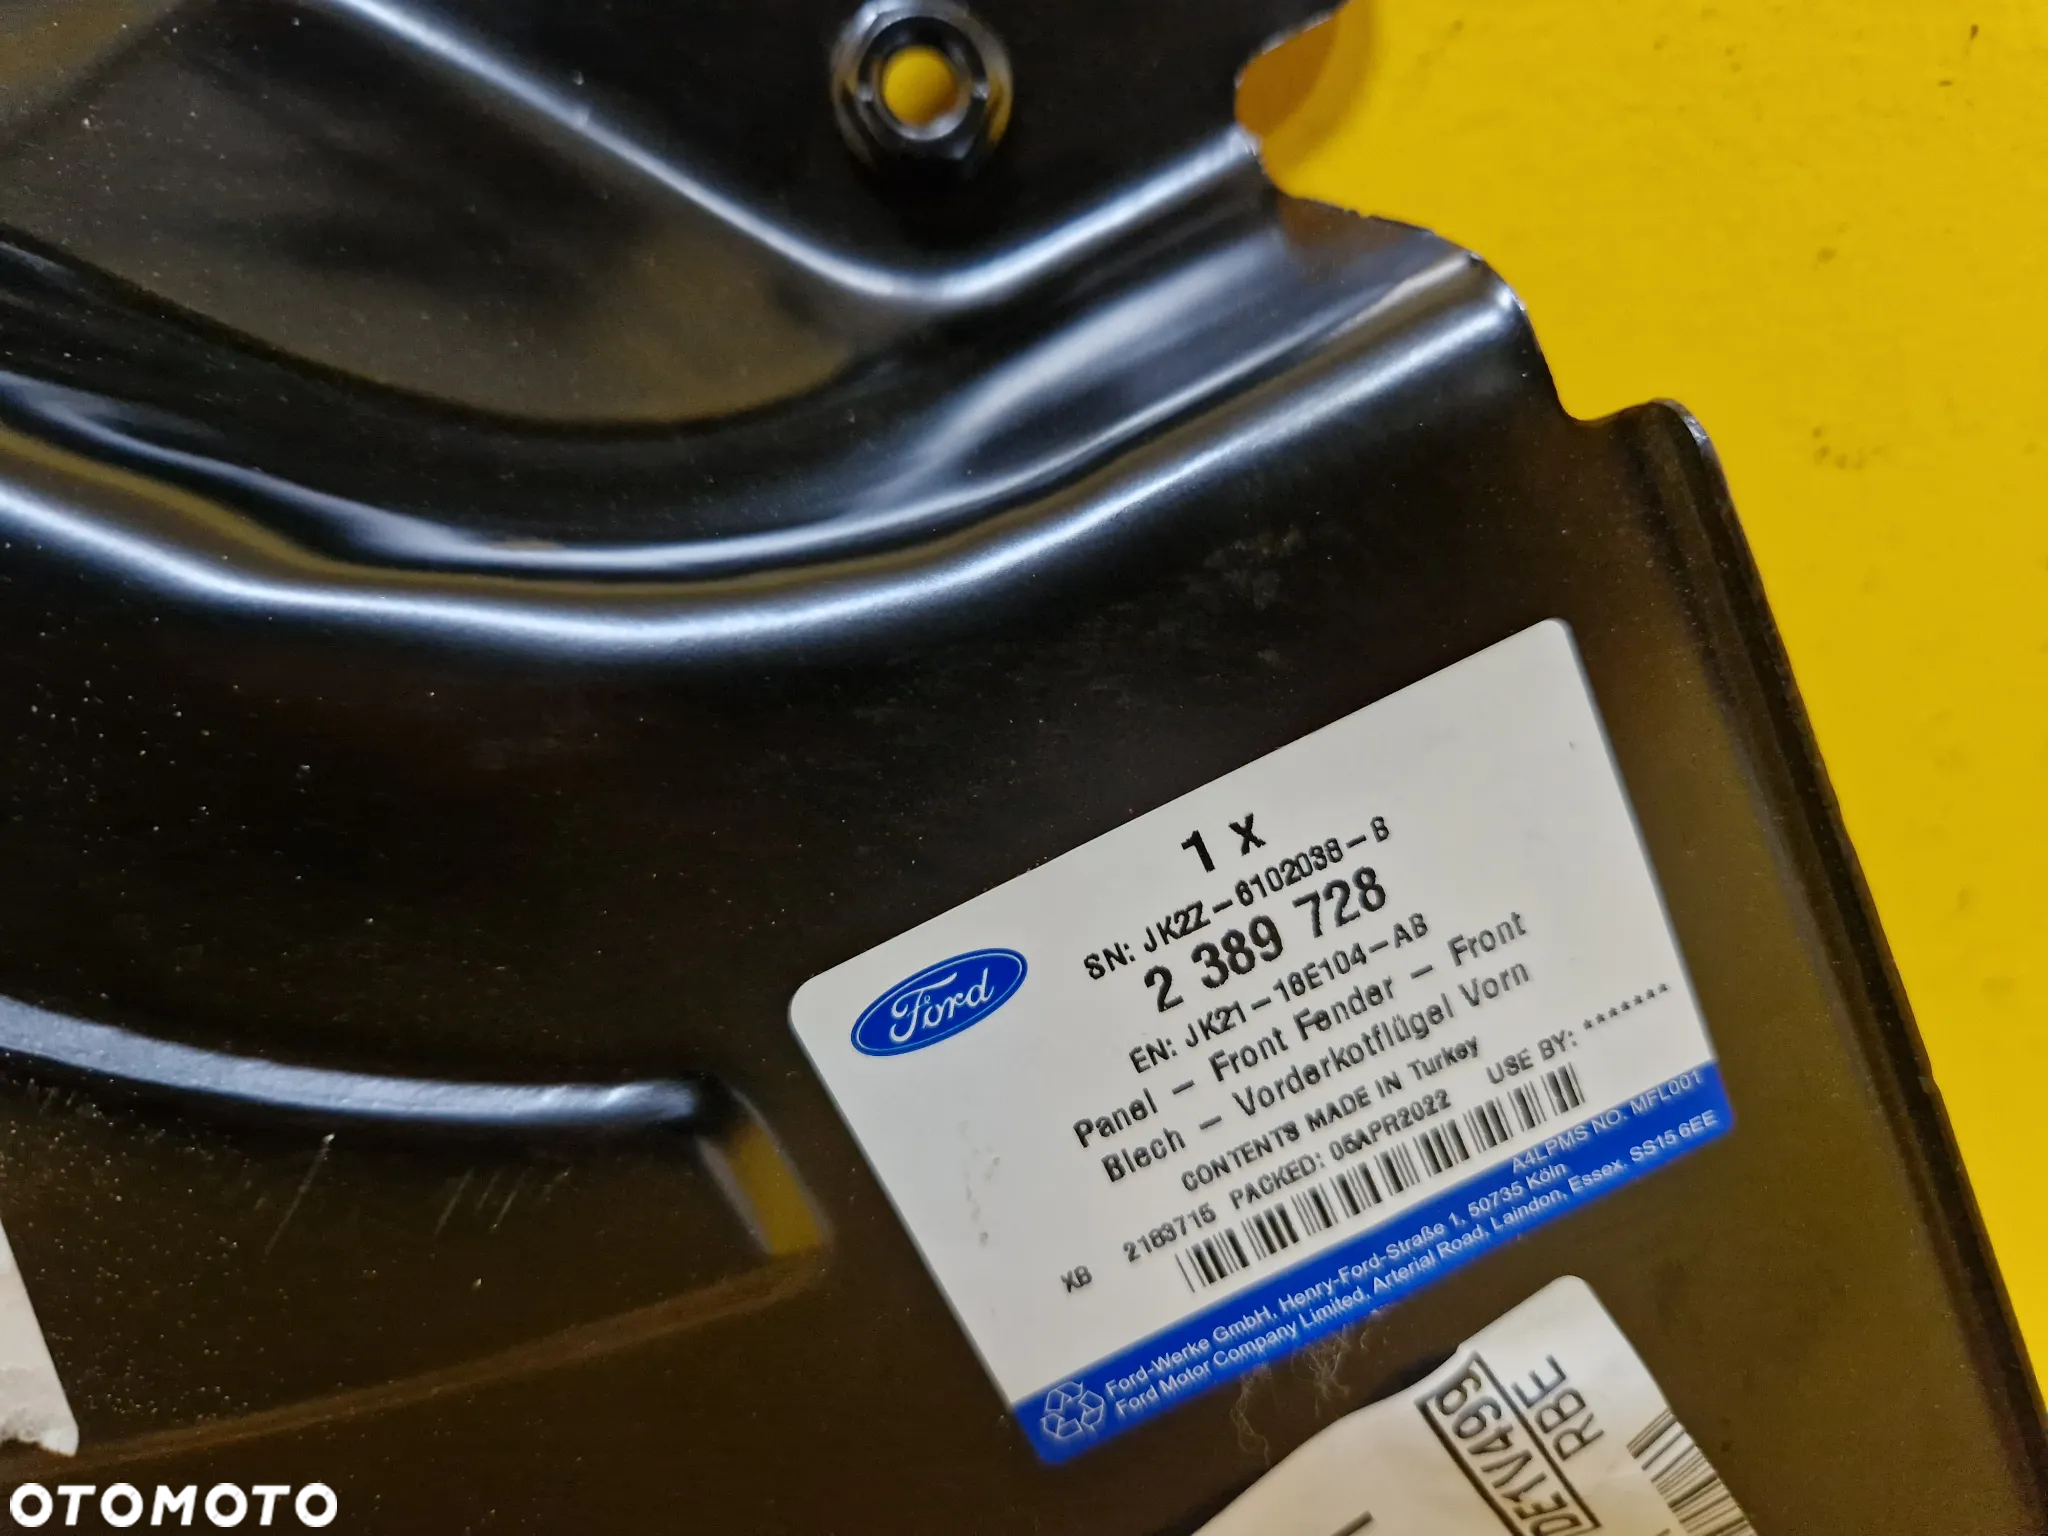 1 X
SN: JK2Z-6102038-B
2 389 728
EN: JK21-16E104-AB
Panel - Front Fender - Front
Blech - Vorderkotflügel Vorn
CONTENTS MADE IN Turkey
2183715 PACKED: 05APR2022 USE BY: ********
XB
Ford
A4LPMS NO. MFL001
Ford-Werke GmbH, Henry-Ford-Straße 1, 50735 Köln
Ford Motor Company Limited, Arterial Road, Laindon, Essex. SS15 6EE
DE1V499
RBE
OTOMOTO